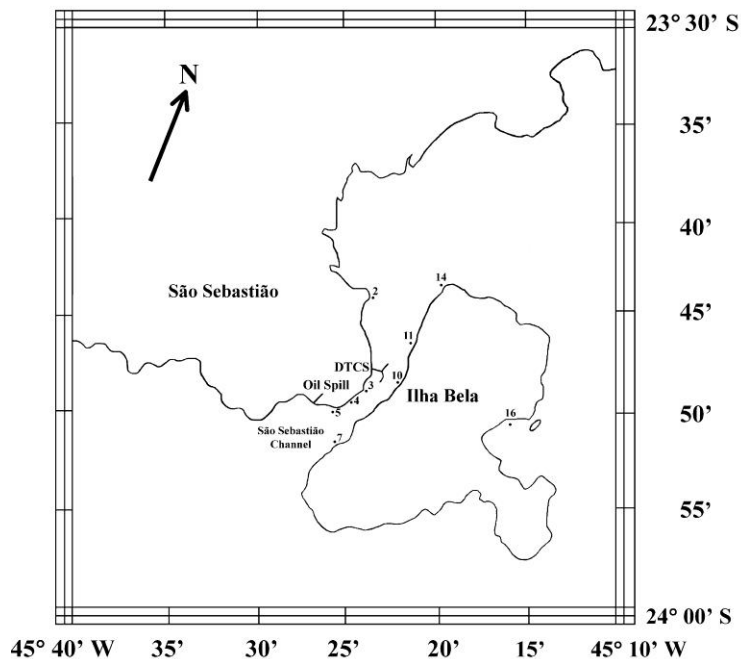 23° 30' S
N
35'
40'
São Sebastião
2
14
45'
11
DTCS
10
3
Oil Spill
4
Ilha Bela
5
16
50'
São Sebastião
Channel
7
55'
24° 00' S
45° 40' W
35'
30'
25'
20'
15'
45° 10' W